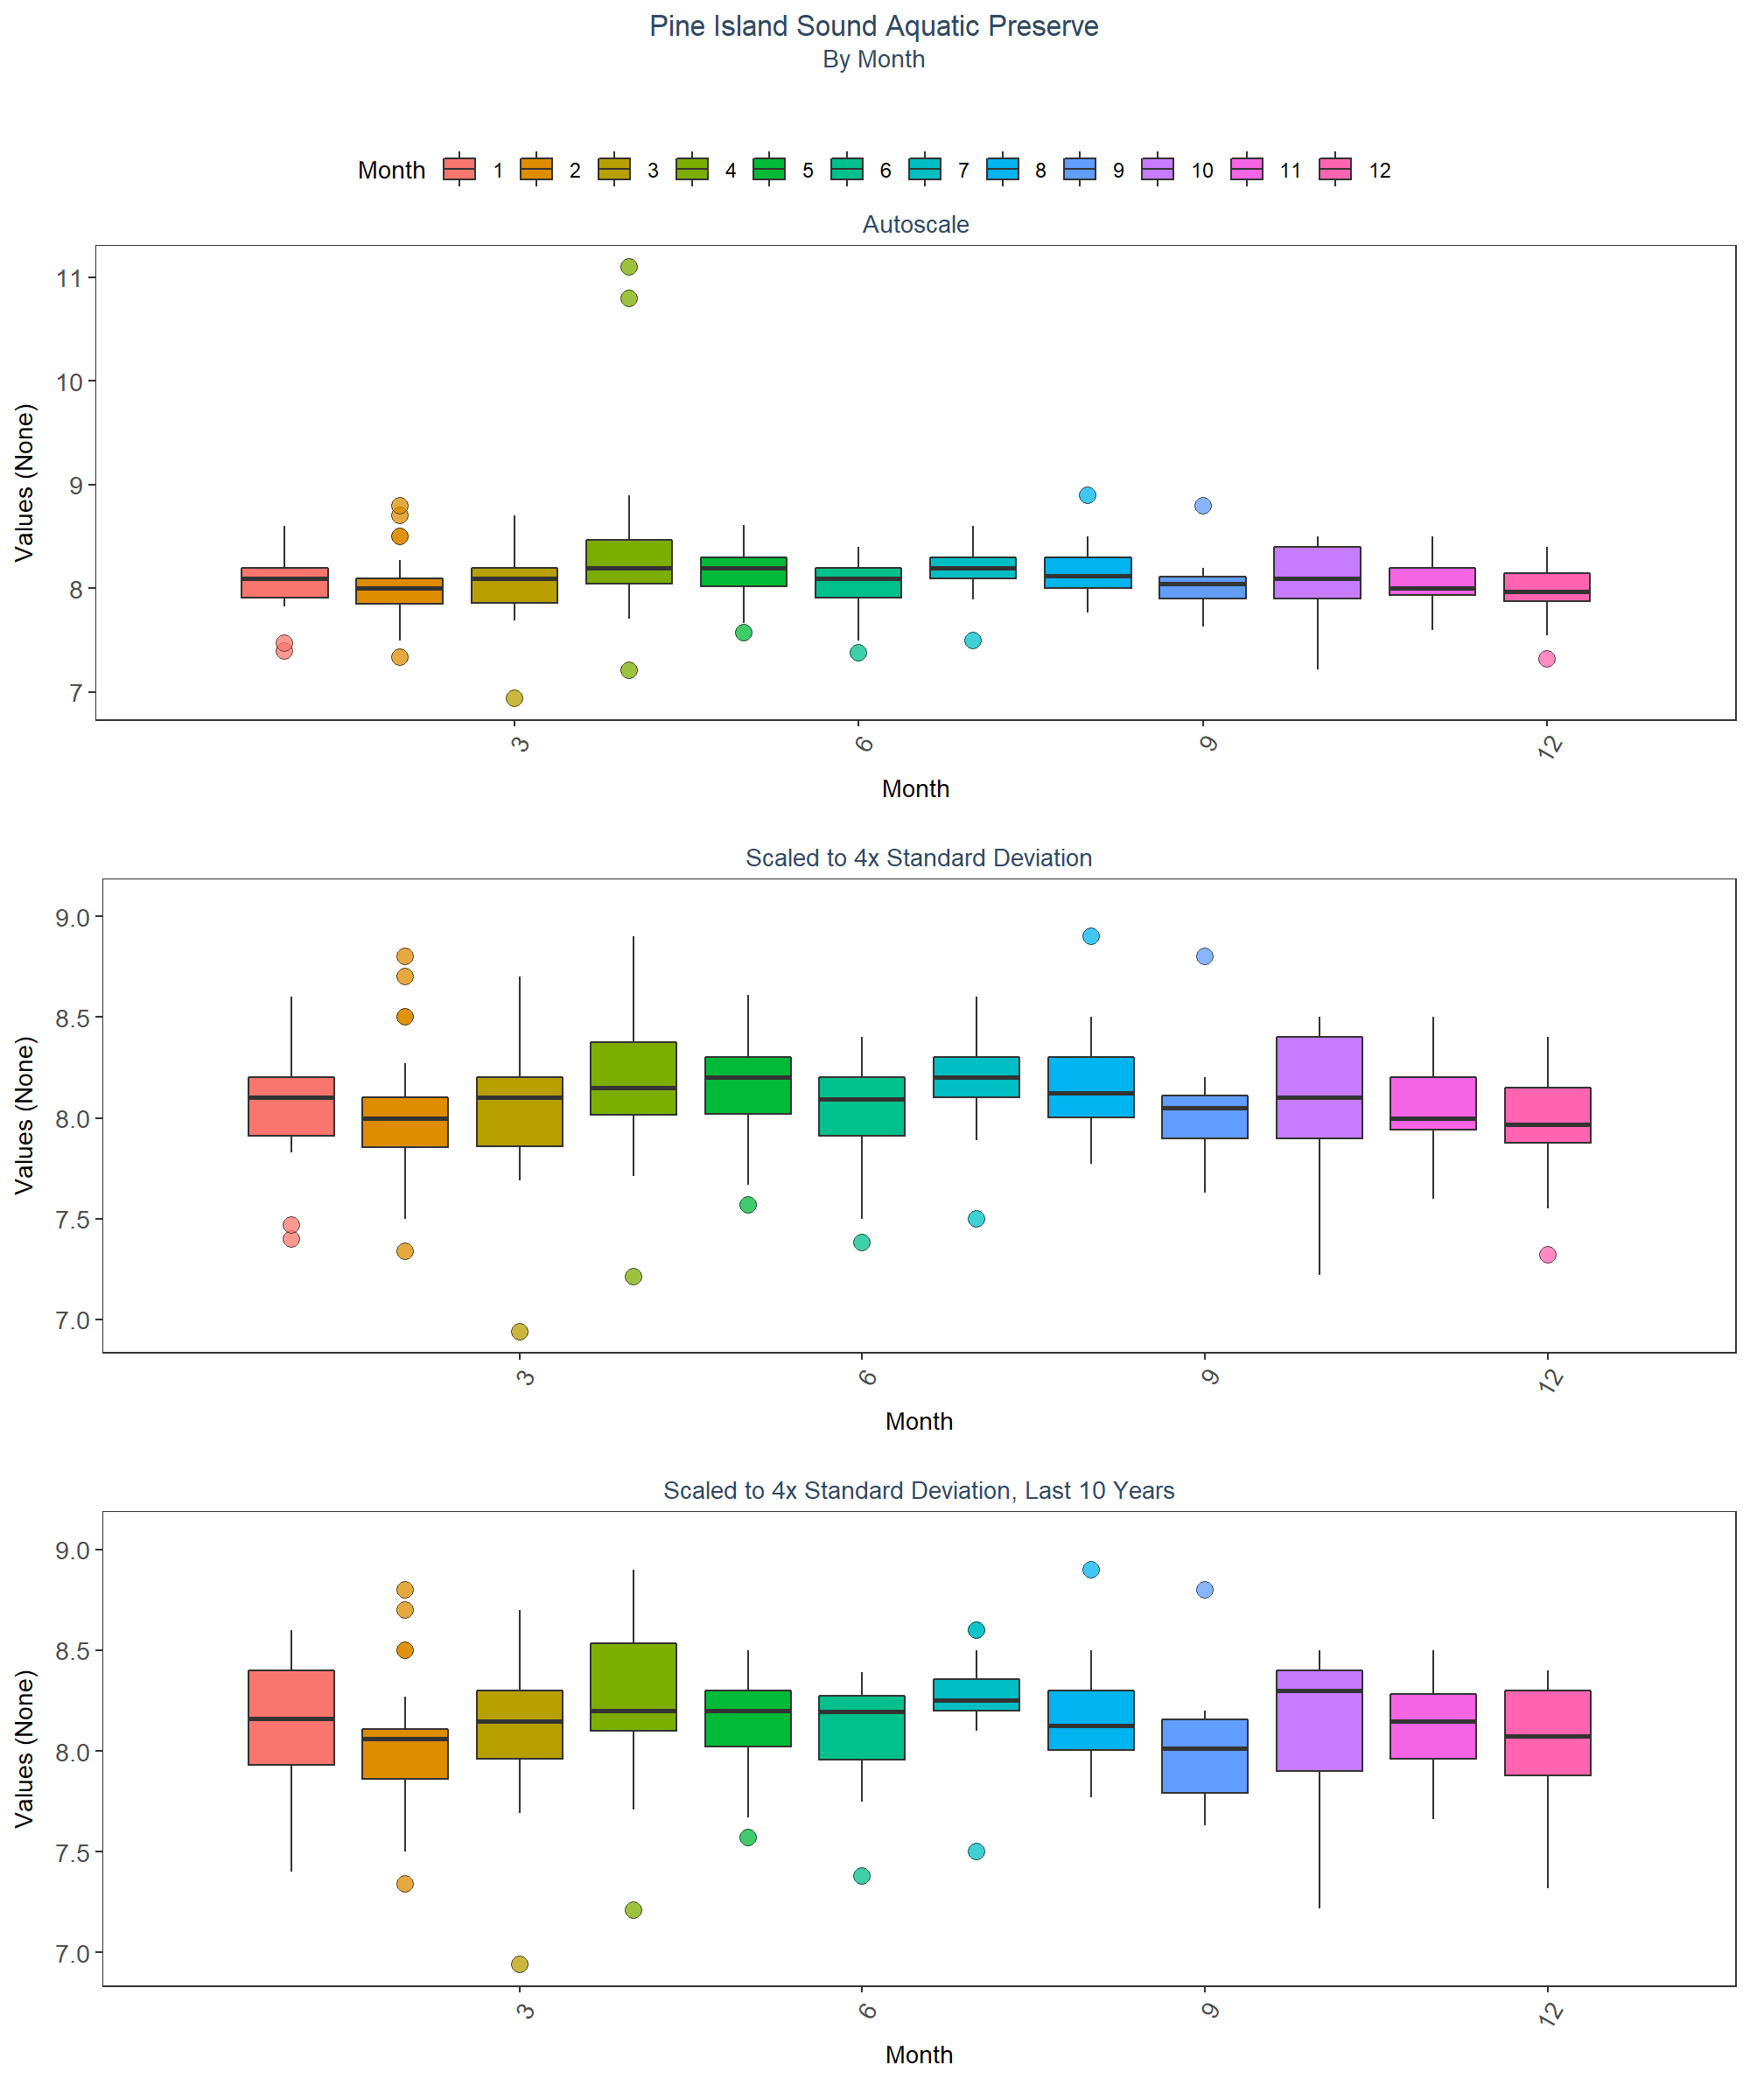 Pine Island Sound Aquatic Preserve
By Month
Month 1 2 3 4 5 6 7 8 9 10 11 12
Autoscale
Values (None)
11
10
9
8
7
3 6 9 12
Month
Scaled to 4x Standard Deviation
Values (None)
9.0
8.5
8.0
7.5
7.0
3 6 9 12
Month
Scaled to 4x Standard Deviation, Last 10 Years
Values (None)
9.0
8.5
8.0
7.5
7.0
3 6 9 12
Month